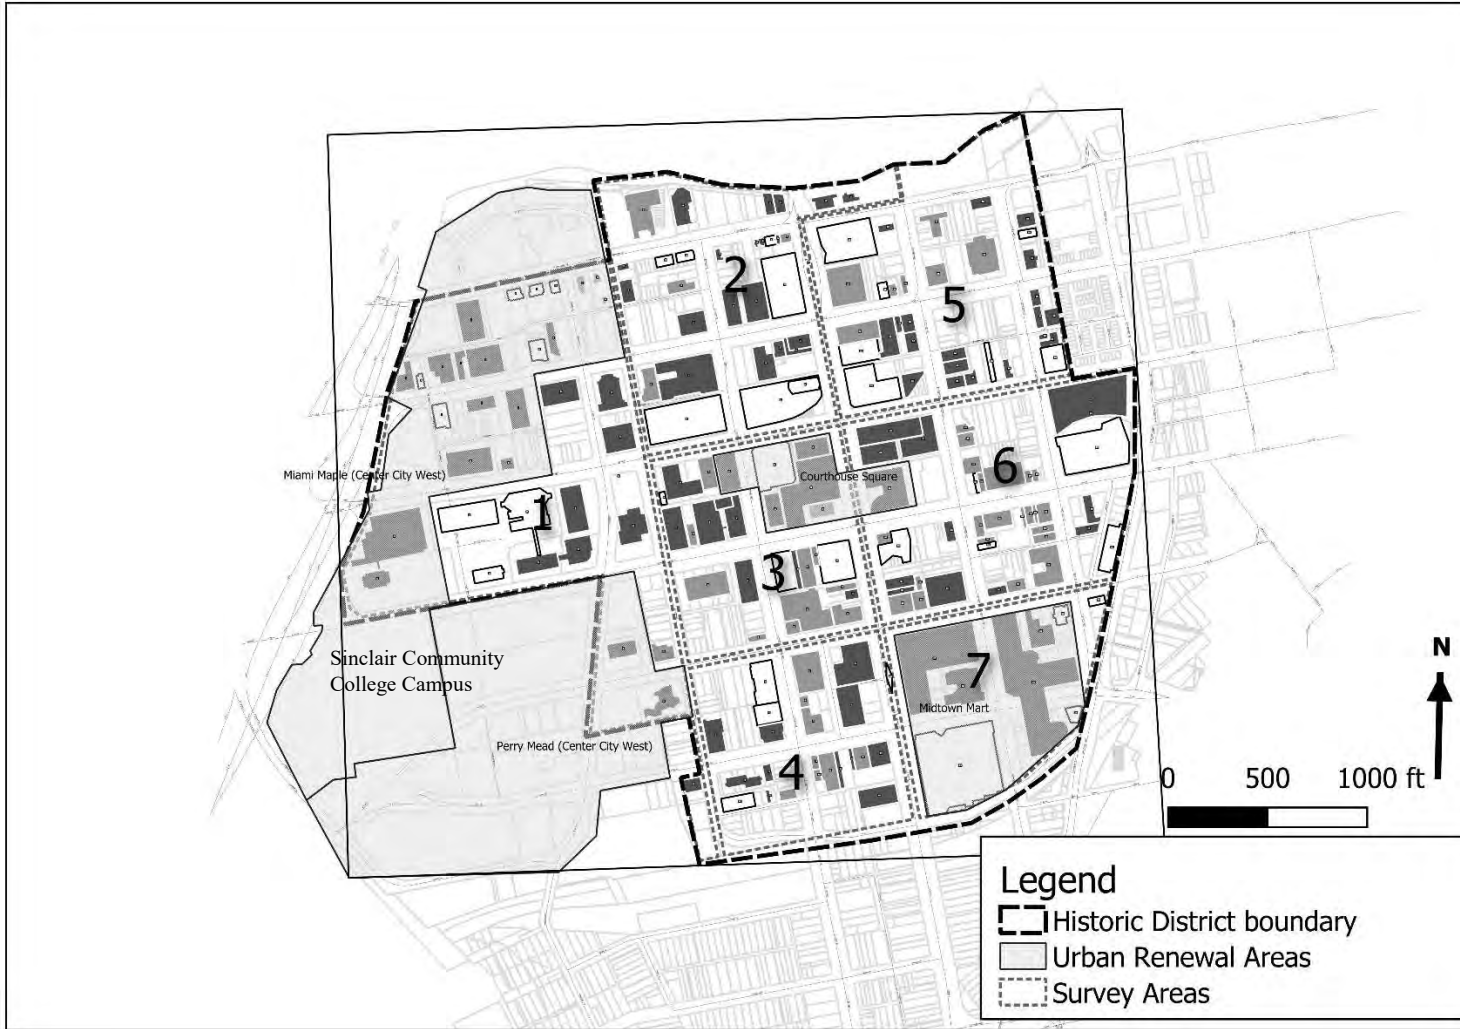 2
5
Miami Maple (Center City West)
Courthouse Square
6
1
3
Sinclair Community
College Campus
7
Midtown Mart
Perry Mead (Center City West)
4
N
0 500 1000 ft
Legend
Historic District boundary
Urban Renewal Areas
Survey Areas